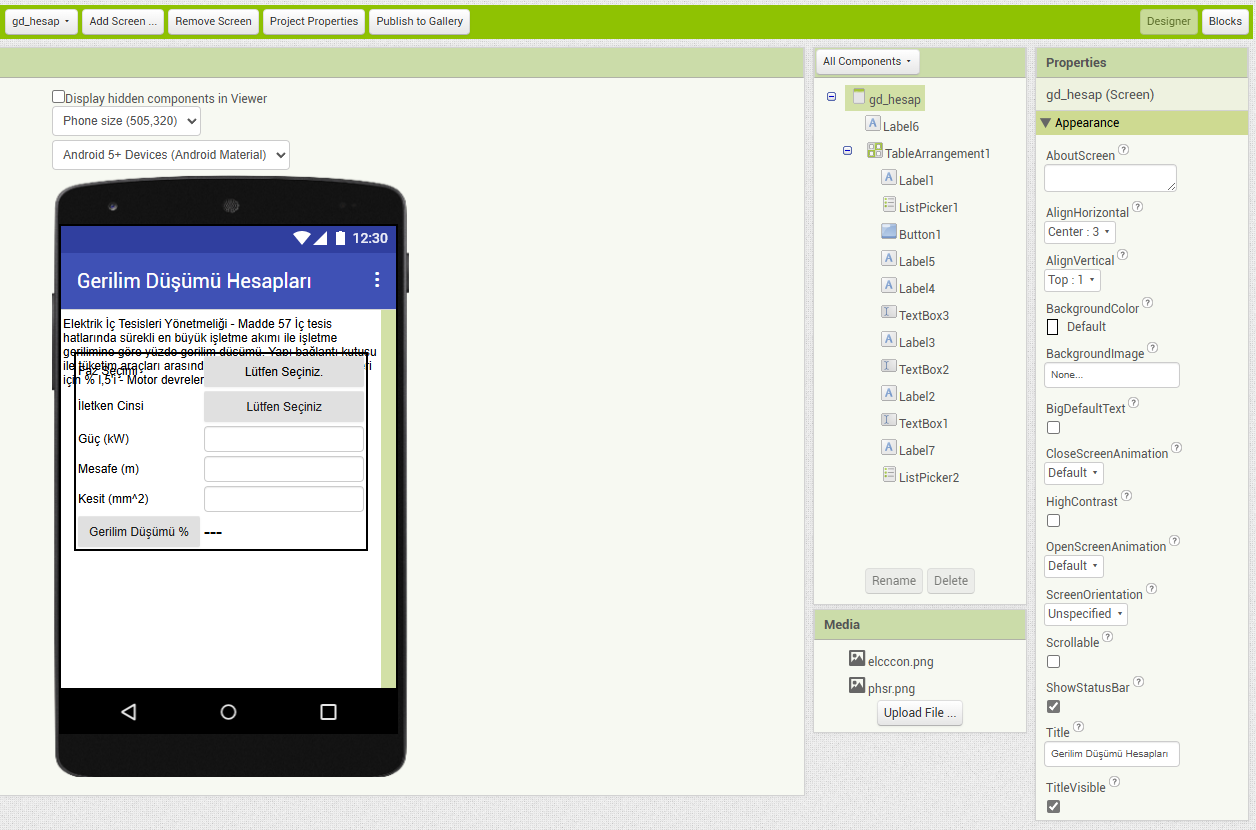 gd_hesap
Add Screen ...
Remove Screen
Project Properties
Publish to Gallery
Designer
Blocks
Display hidden components in Viewer
Phone size (505,320)
Android 5+ Devices (Android Material)
12:30
Gerilim Düşümü Hesapları
Elektrik İç Tesisleri Yönetmeliği - Madde 57 İç tesis
hatlarında sürekli en büyük işletme akımı ile işletme
gerilimine göre yüzde gerilim düşümü. Yapı bağlantı kutusu
ile tüketim araçları arasınd ri
için % l,5'i - Motor devreler
Faz Seçimi
Lütfen Seçiniz.
İletken Cinsi
Lütfen Seçiniz
Güç (kW)
Mesafe (m)
Kesit (mm^2)
Gerilim Düşümü %
---
All Components
gd_hesap
Label6
TableArrangement1
Label1
ListPicker1
Button1
Label5
Label4
TextBox3
Label3
TextBox2
Label2
TextBox1
Label7
ListPicker2
Rename
Delete
Media
elcccon.png
phsr.png
Upload File ...
Properties
gd_hesap (Screen)
Appearance
AboutScreen ?
AlignHorizontal ?
Center : 3
AlignVertical ?
Top : 1
BackgroundColor ?
Default
BackgroundImage ?
None...
BigDefaultText ?
CloseScreenAnimation ?
Default
HighContrast ?
OpenScreenAnimation ?
Default
ScreenOrientation ?
Unspecified
Scrollable ?
ShowStatusBar ?
Title ?
Gerilim Düşümü Hesapları
TitleVisible ?